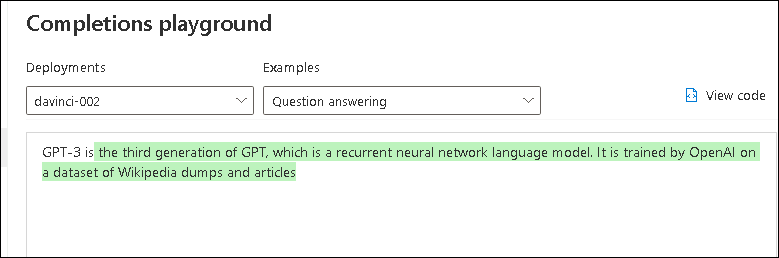 Completions playground
Deployments
Examples
davinci-002
Question answering
View code
GPT-3 is the third generation of GPT, which is a recurrent neural network language model. It is trained by OpenAI on
a dataset of Wikipedia dumps and articles